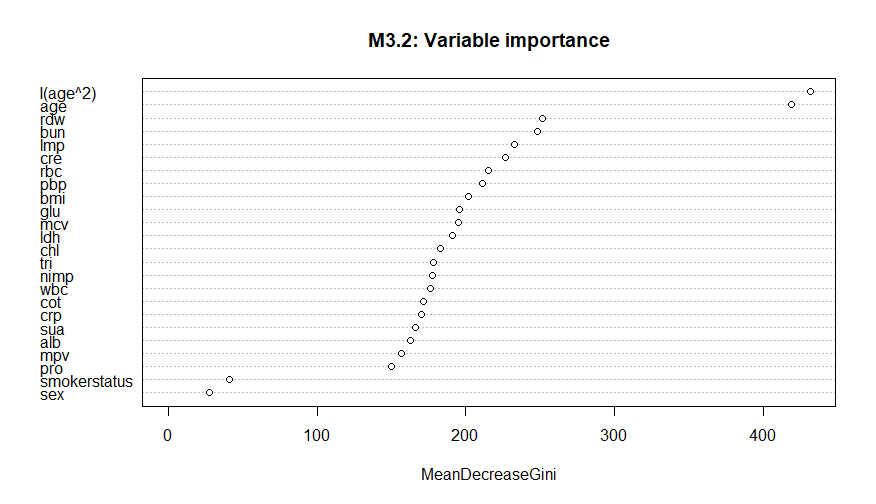 M3.2: Variable importance
I(age^2)
age
rdw
bun
lmp
cre
rbc
pbp
bmi
glu
mcv
ldh
chl
tri
nimp
wbc
cot
crp
sua
alb
mpv
pro
smokerstatus
sex
0 100 200 300 400
MeanDecreaseGini